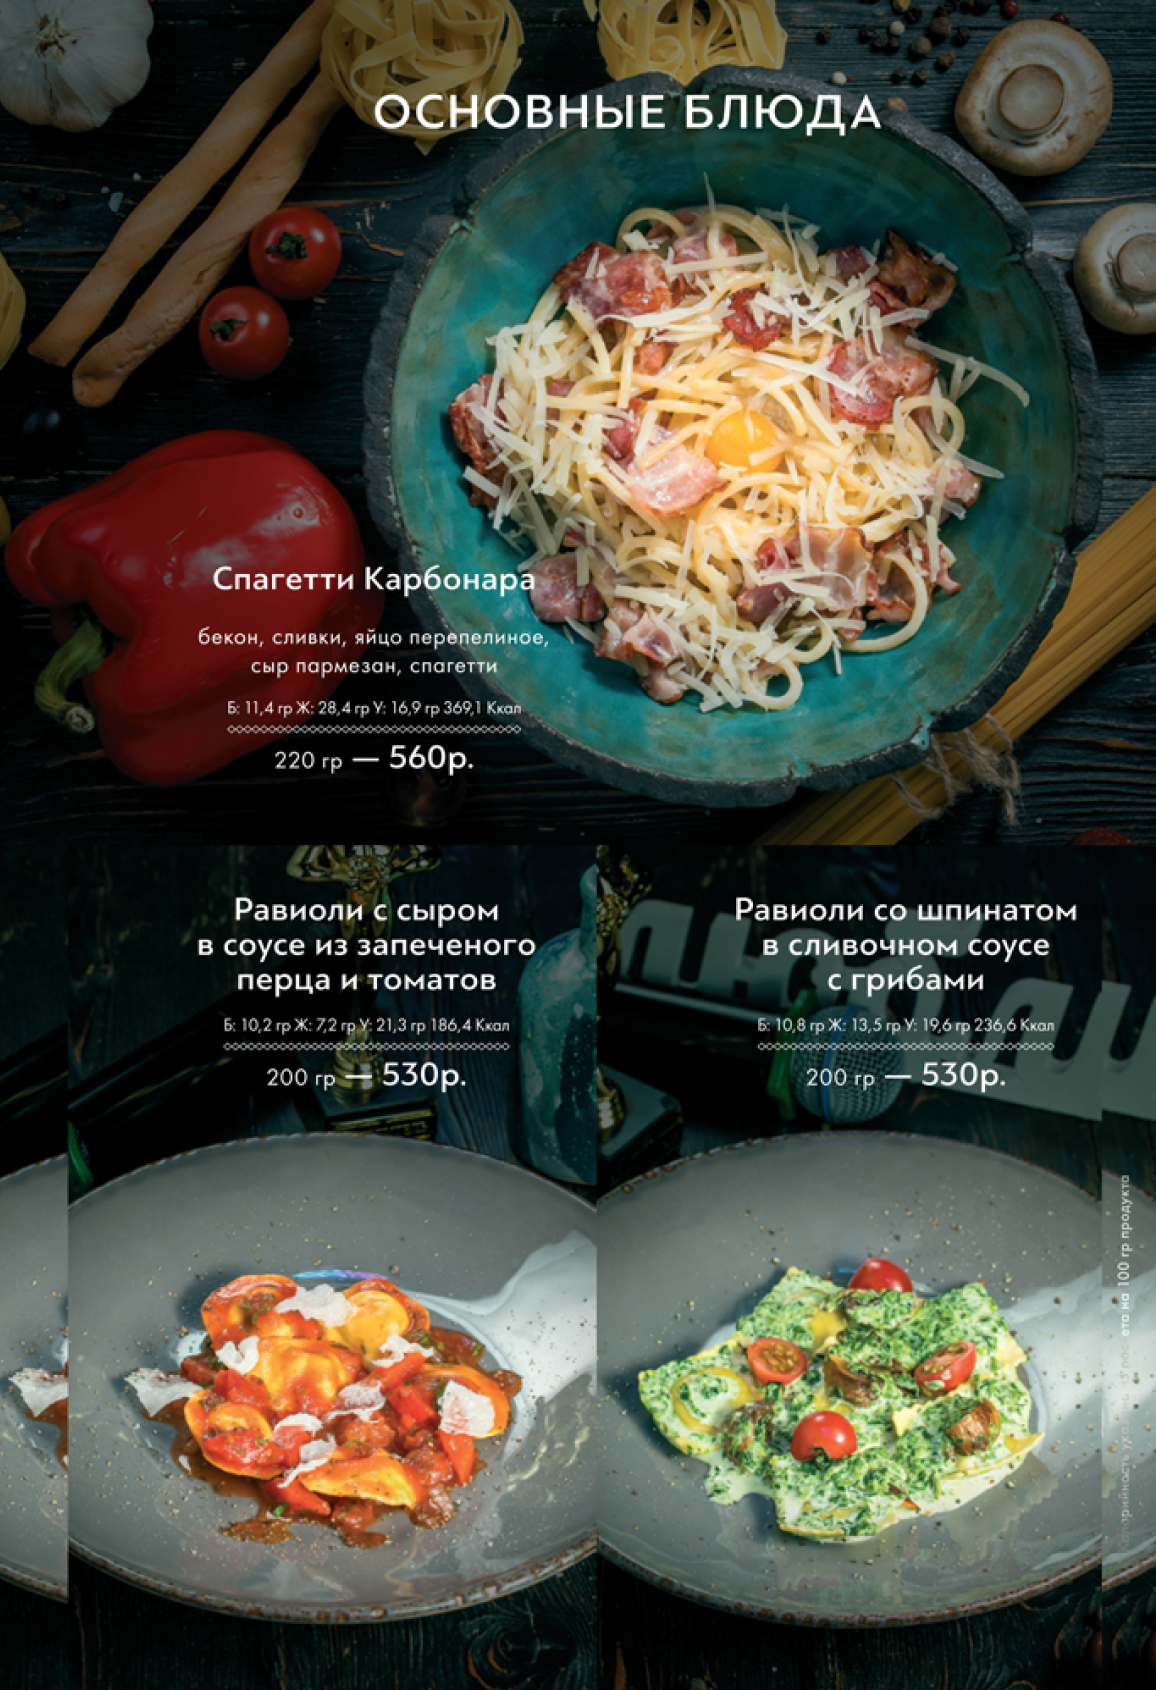 ОСНОВНЫЕ БЛЮДА
Спагетти Карбонара
бекон, сливки, яйцо перепелиное,
сыр пармезан, спагетти
Б: 11,4 гр Ж: 28,4 гр У: 16,9 гр 369,1 Ккал
220 гр — 560р.
Равиоли с сыром
в соусе из запеченого
перца и томатов
Б: 10,2 гр Ж: 7,2 гр У: 21,3 гр 186,4 Ккал
200 гр — 530р.
Равиоли со шпинатом
в сливочном соусе
с грибами
Б: 10,8 гр Ж: 13,5 гр У: 19,6 гр 236,6 Ккал
200 гр — 530р.
на 100 гр продукта